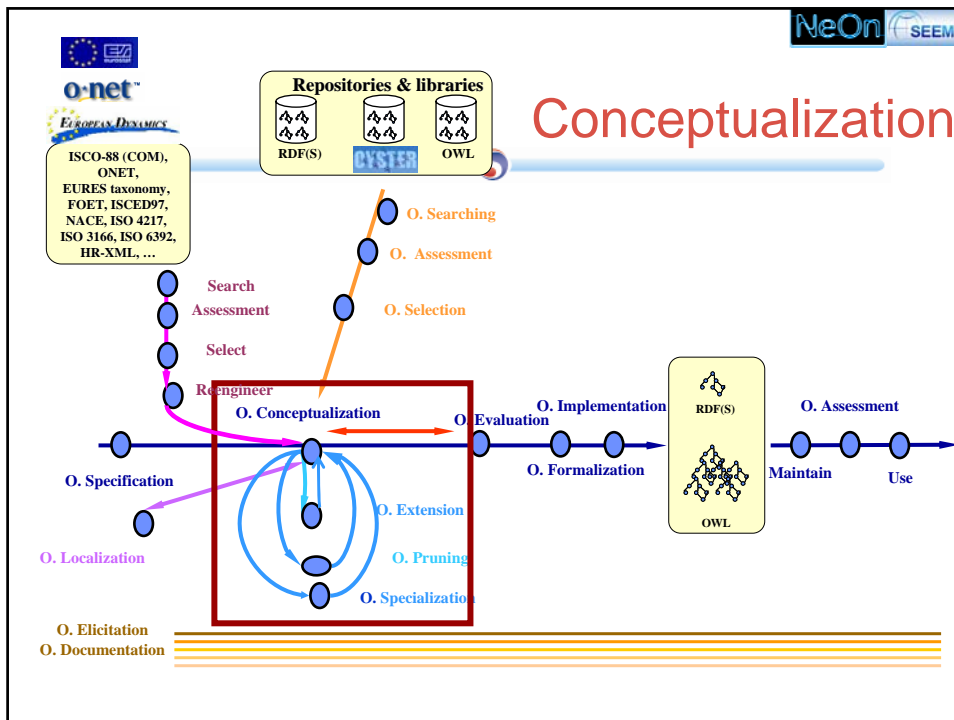 NeOn SEEM
eurostat
o*net™
EUROPEAN DYNAMICS
Repositories & libraries
RDF(S)
CYSTER
OWL
Conceptualization
ISCO-88 (COM),
ONET,
EURES taxonomy,
FOET, ISCED97,
NACE, ISO 4217,
ISO 3166, ISO 6392,
HR-XML, …
O. Searching
O. Assessment
O. Selection
Search
Assessment
Select
Reengineer
O. Conceptualization
O. Evaluation
O. Implementation
O. Formalization
RDF(S)
OWL
O. Assessment
Maintain
Use
O. Specification
O. Localization
O. Extension
O. Pruning
O. Specialization
O. Elicitation
O. Documentation